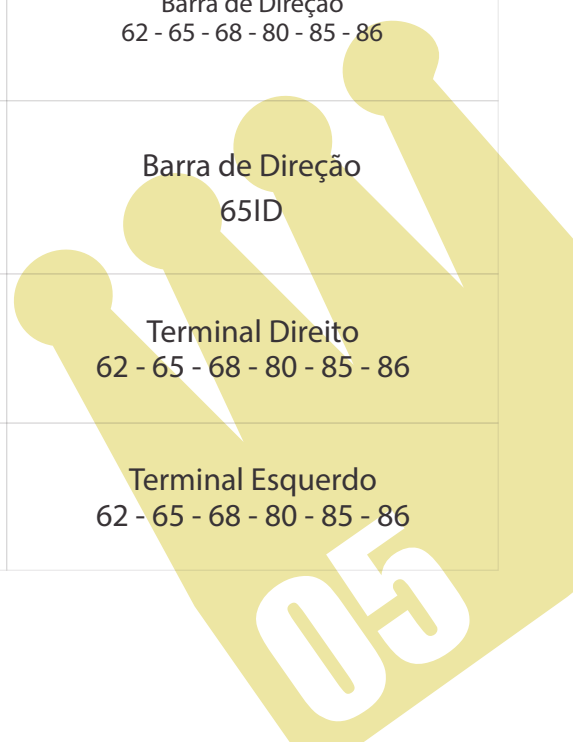 Barra de Direção
62 - 65 - 68 - 80 - 85 - 86
Barra de Direção
65ID
Terminal Direito
62 - 65 - 68 - 80 - 85 - 86
Terminal Esquerdo
62 - 65 - 68 - 80 - 85 - 86
05